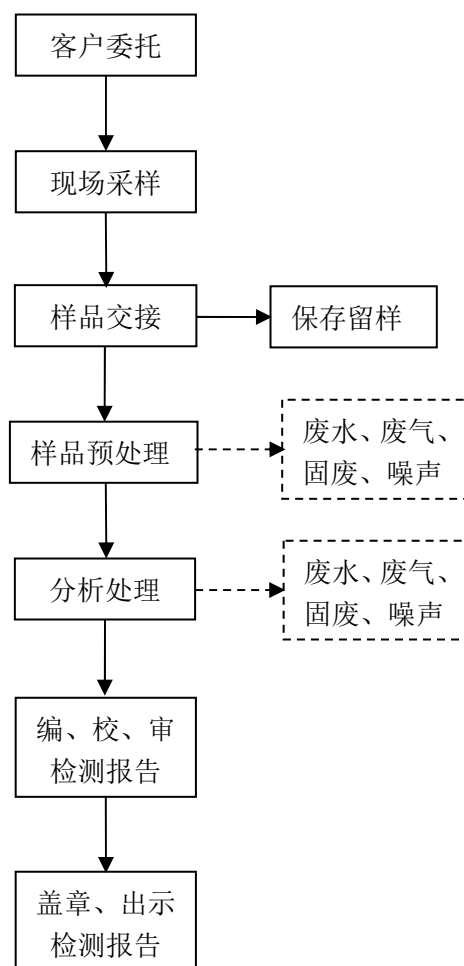 客户委托
现场采样
样品交接
保存留样
样品预处理
废水、废气、
固废、噪声
分析处理
废水、废气、
固废、噪声
编、校、审
检测报告
盖章、出示
检测报告